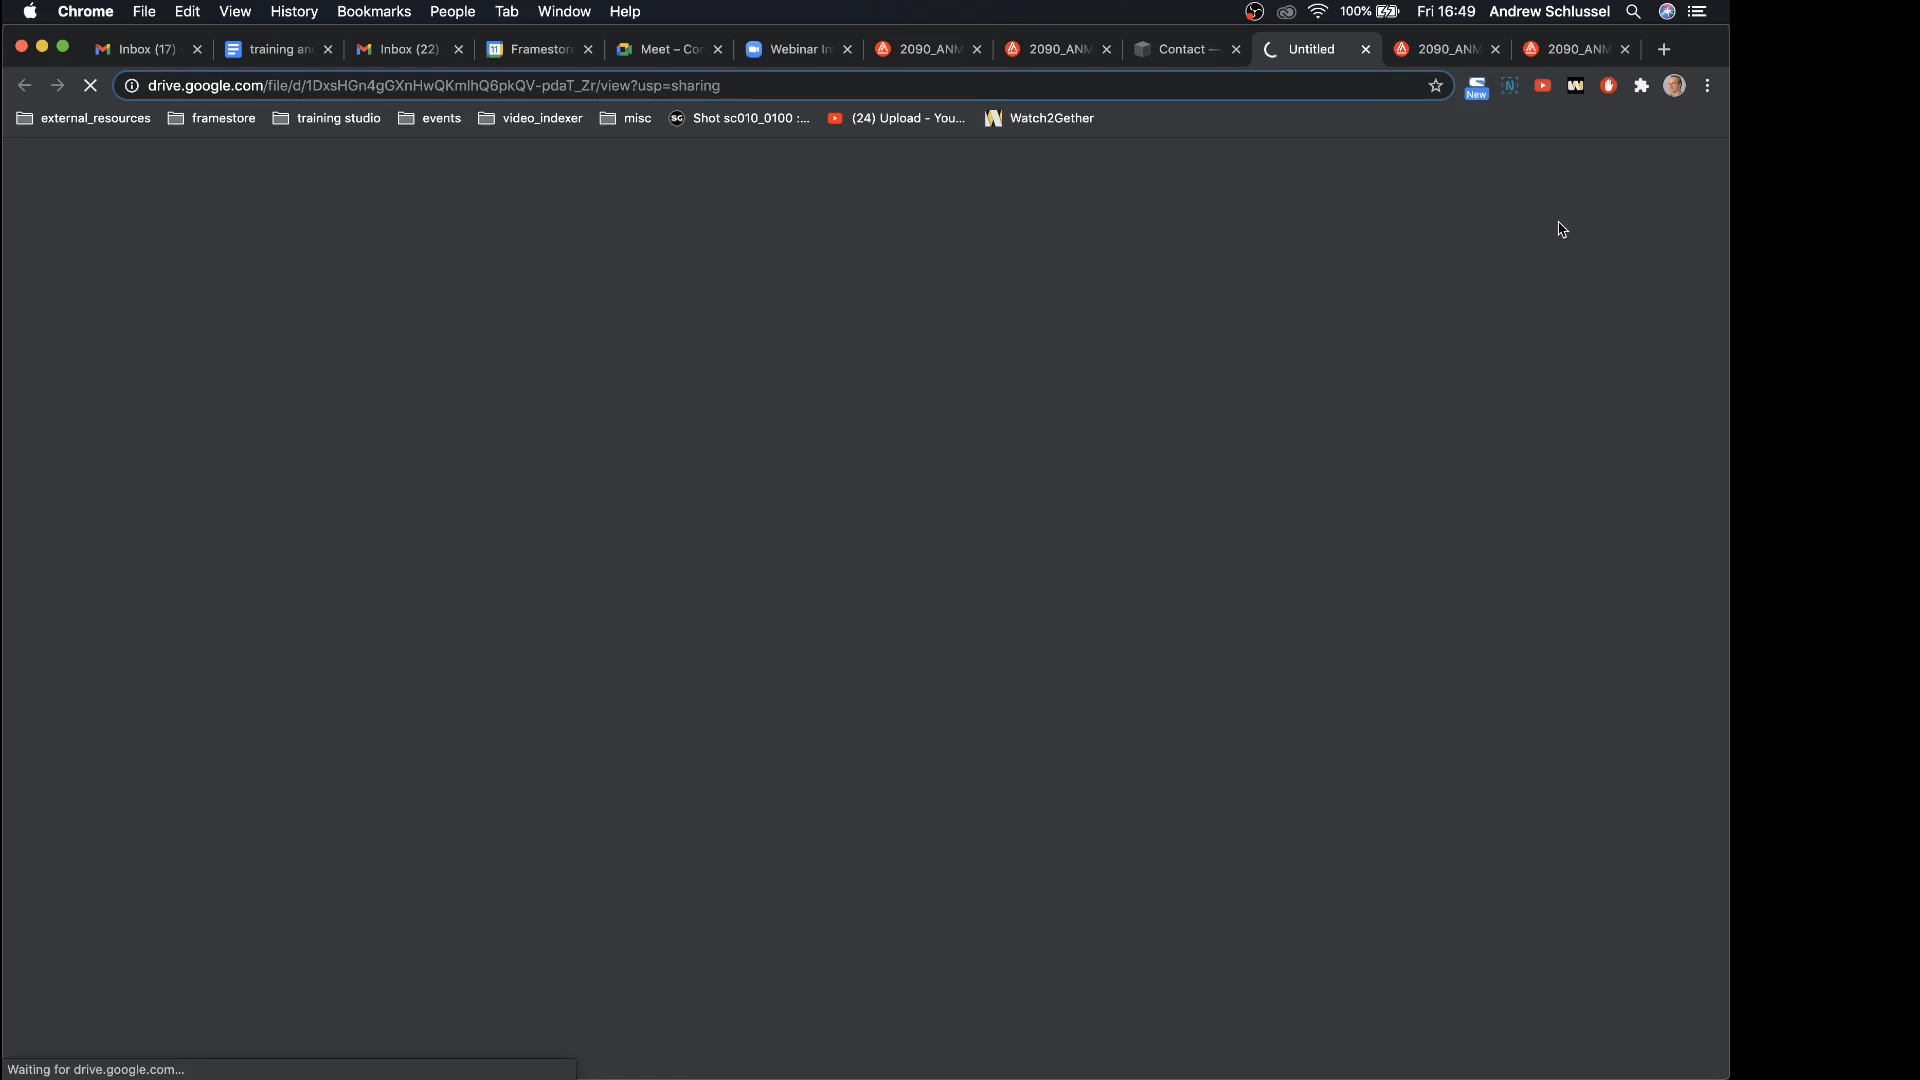 Chrome File Edit View History Bookmarks People Tab Window Help 100% Fri 16:49 Andrew Schlussel
Inbox (17) training an Inbox (22) 11 Framestore Meet – Co Webinar In 2090_ANM 2090_ANM Contact — Untitled 2090_ANM 2090_ANM
drive.google.com/file/d/1DxsHGn4gGXnHwQKmlhQ6pkQV-pdaT_Zr/view?usp=sharing New
external_resources framestore training studio events video_indexer misc SG Shot sc010_0100 :... (24) Upload - You... Watch2Gether
Waiting for drive.google.com...